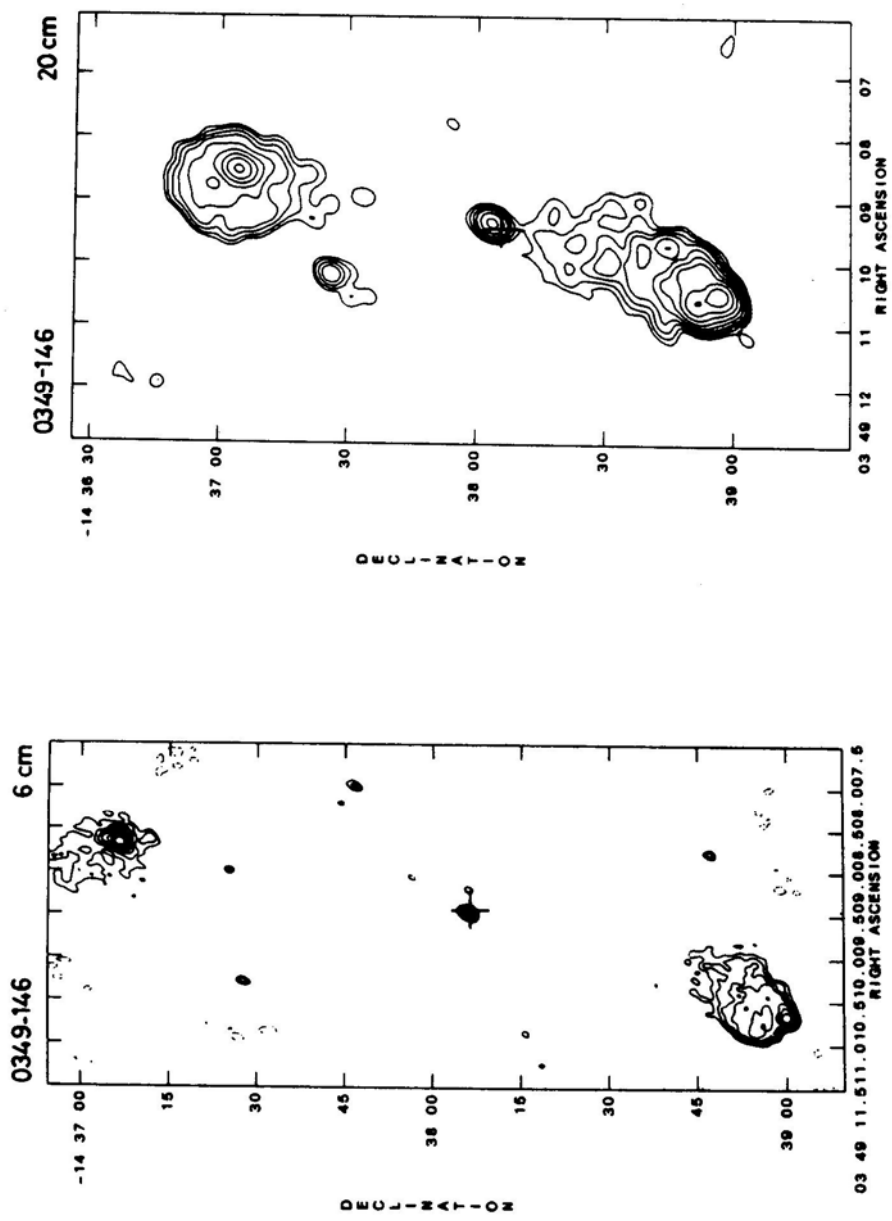 0349-146 20 cm
-14 36 30
37 00
30
38 00
30
39 00
DECLINATION
03 49 12 11 10 09 08 07
RIGHT ASCENSION
0349-146 6 cm
-14 37 00
15
30
45
38 00
15
30
45
39 00
DECLINATION
03 49 11.511.010.510.009.509.008.508.007.5
RIGHT ASCENSION